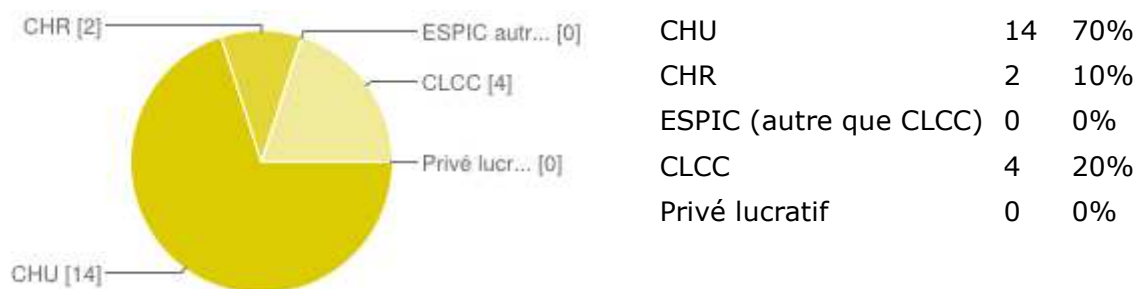 CHR [2]
ESPIC autr... [0]
CLCC [4]
Privé lucr... [0]
CHU [14]
CHU 14 70%
CHR 2 10%
ESPIC (autre que CLCC) 0 0%
CLCC 4 20%
Privé lucratif 0 0%